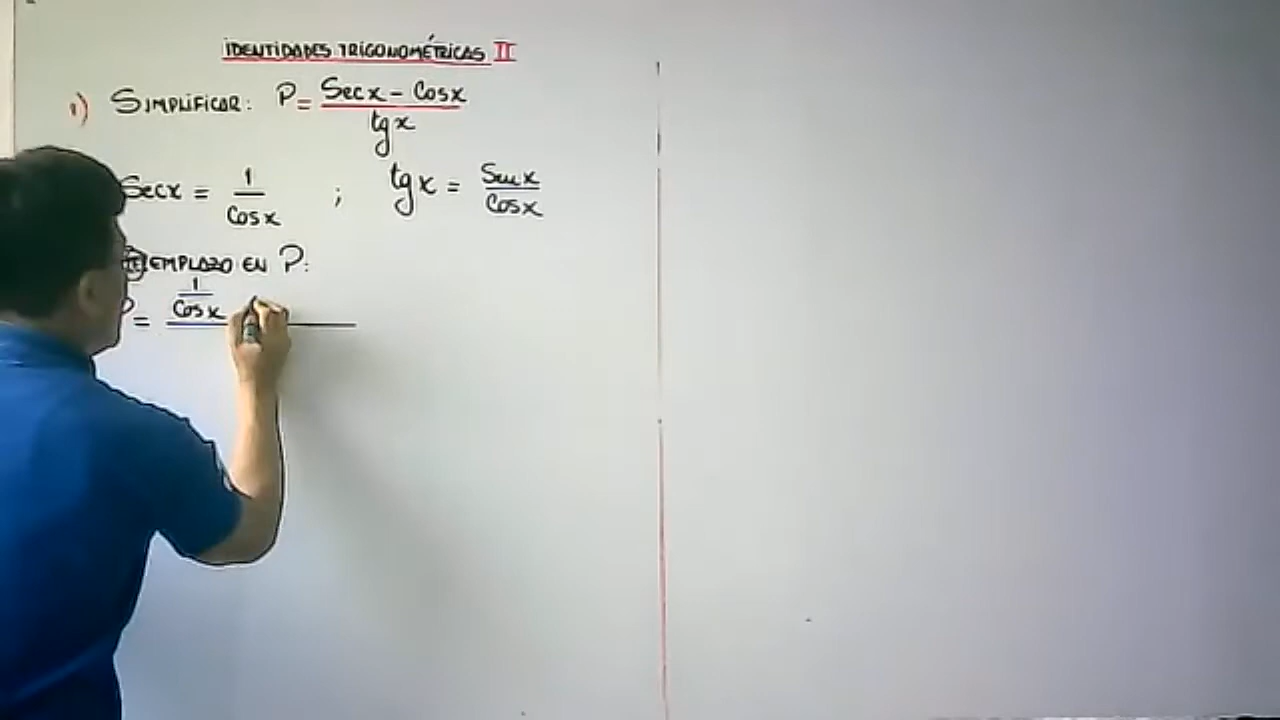 IDENTIDADES TRIGONOMÉTRICAS II
1) SIMPLIFICAR: P = (Secx - Cosx) / tgx
Secx = 1 / Cosx ; tgx = Senx / Cosx
REEMPLAZO EN P:
P = 1 / Cosx